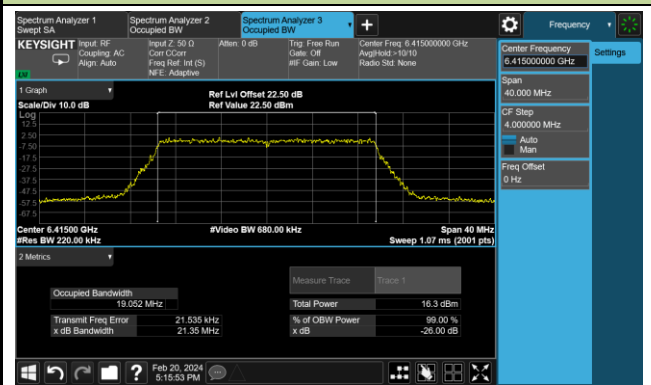 Spectrum Analyzer 1
Swept SA
Spectrum Analyzer 2
Occupied BW
Spectrum Analyzer 3
Occupied BW
Frequency
KEYSIGHT
Input: RF
Coupling: AC
Align: Auto
Input Z: 50 Ω
Corr CCorr
Freq Ref: Int (S)
NFE: Adaptive
Atten: 0 dB
Trig: Free Run
Gate: Off
#IF Gain: Low
Center Freq: 6.415000000 GHz
Avg|Hold:>10/10
Radio Std: None
Center Frequency
6.415000000 GHz
Settings
Span
40.000 MHz
CF Step
4.000000 MHz
Auto
Man
Freq Offset
0 Hz
1 Graph
Ref Lvl Offset 22.50 dB
Scale/Div 10.0 dB
Ref Value 22.50 dBm
Log
12.5
2.50
-7.50
-17.5
-27.5
-37.5
-47.5
-57.5
-67.5
Center 6.41500 GHz
#Video BW 680.00 kHz
Span 40 MHz
#Res BW 220.00 kHz
Sweep 1.07 ms (2001 pts)
2 Metrics
Measure Trace
Trace 1
Occupied Bandwidth
19.052 MHz
Total Power
16.3 dBm
Transmit Freq Error
21.535 kHz
% of OBW Power
99.00 %
x dB Bandwidth
21.35 MHz
x dB
-26.00 dB
Feb 20, 2024
5:15:53 PM